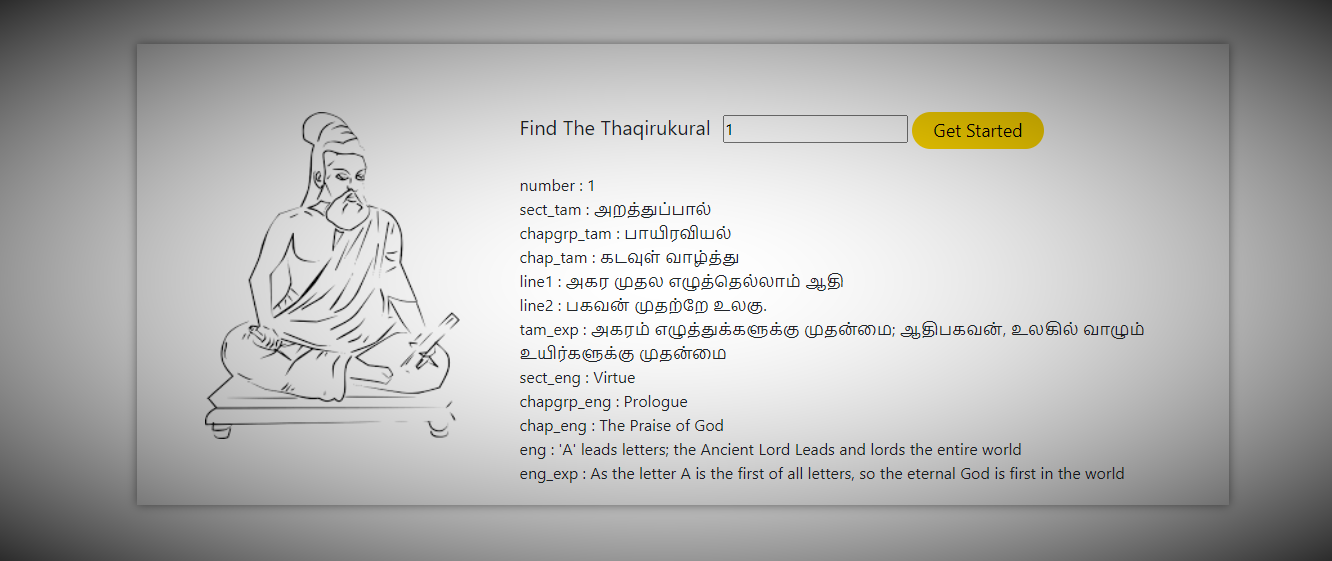 Find The Thaqirukural 1 Get Started
number : 1
sect_tam : அறத்துப்பால்
chapgrp_tam : பாயிரவியல்
chap_tam : கடவுள் வாழ்த்து
line1 : அகர முதல எழுத்தெல்லாம் ஆதி
line2 : பகவன் முதற்றே உலகு.
tam_exp : அகரம் எழுத்துக்களுக்கு முதன்மை; ஆதிபகவன், உலகில் வாழும்
உயிர்களுக்கு முதன்மை
sect_eng : Virtue
chapgrp_eng : Prologue
chap_eng : The Praise of God
eng : 'A' leads letters; the Ancient Lord Leads and lords the entire world
eng_exp : As the letter A is the first of all letters, so the eternal God is first in the world